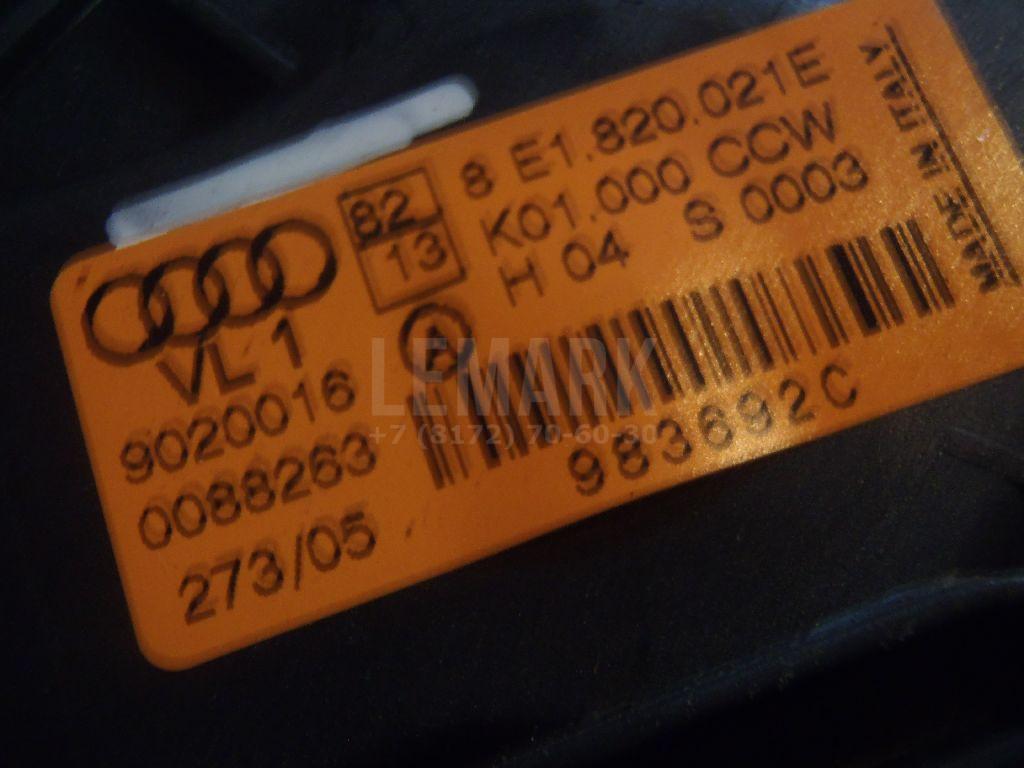 8 E1.820.021E
K01.000 CCW
H 04 S 0003
82
13
VL 1
A
9020016
0088263
273/05
983692C
MADE IN ITALY
LEMARK
+7 (8172) 70-60-30